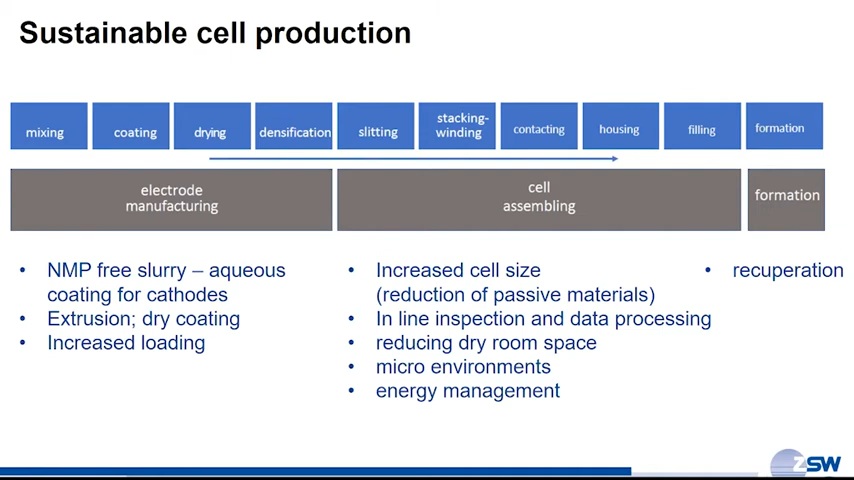 Sustainable cell production
mixing
coating
drying
densification
slitting
stacking-
winding
contacting
housing
filling
formation
electrode
manufacturing
cell
assembling
formation
• NMP free slurry – aqueous
coating for cathodes
• Extrusion; dry coating
• Increased loading
• Increased cell size
(reduction of passive materials)
• In line inspection and data processing
• reducing dry room space
• micro environments
• energy management
• recuperation
ZSW